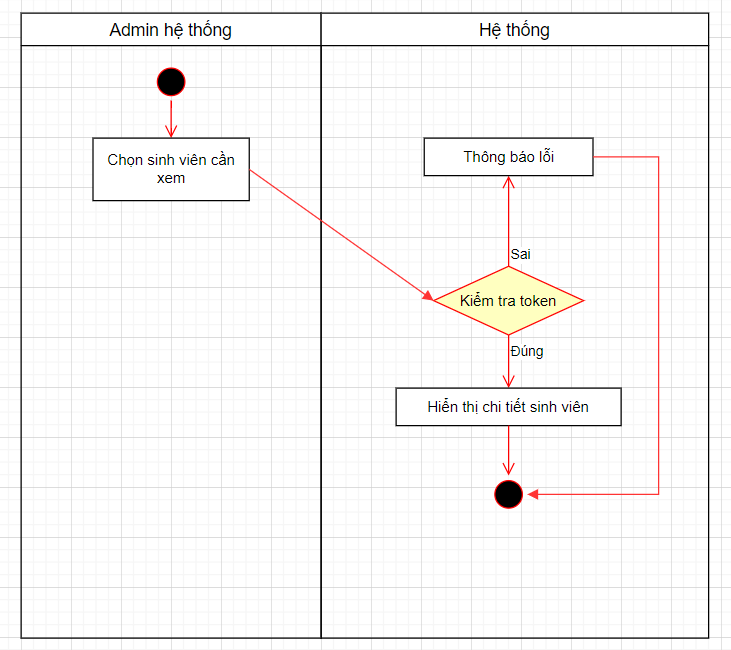 Admin hệ thống
Hệ thống
Chọn sinh viên cần
xem
Thông báo lỗi
Sai
Kiểm tra token
Đúng
Hiển thị chi tiết sinh viên